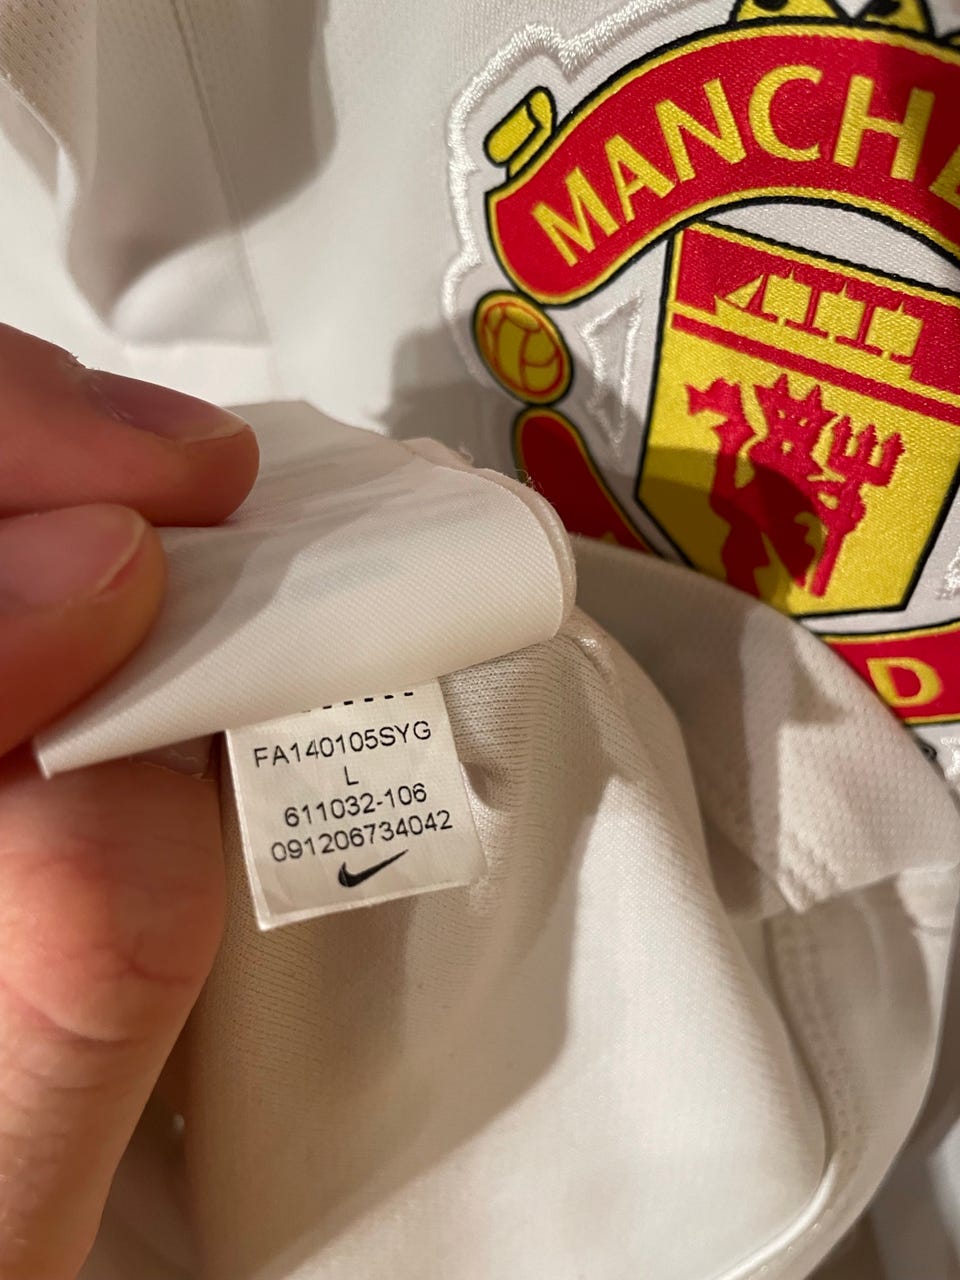 MANCHE
D
FA140105SYG
L
611032-106
091206734042